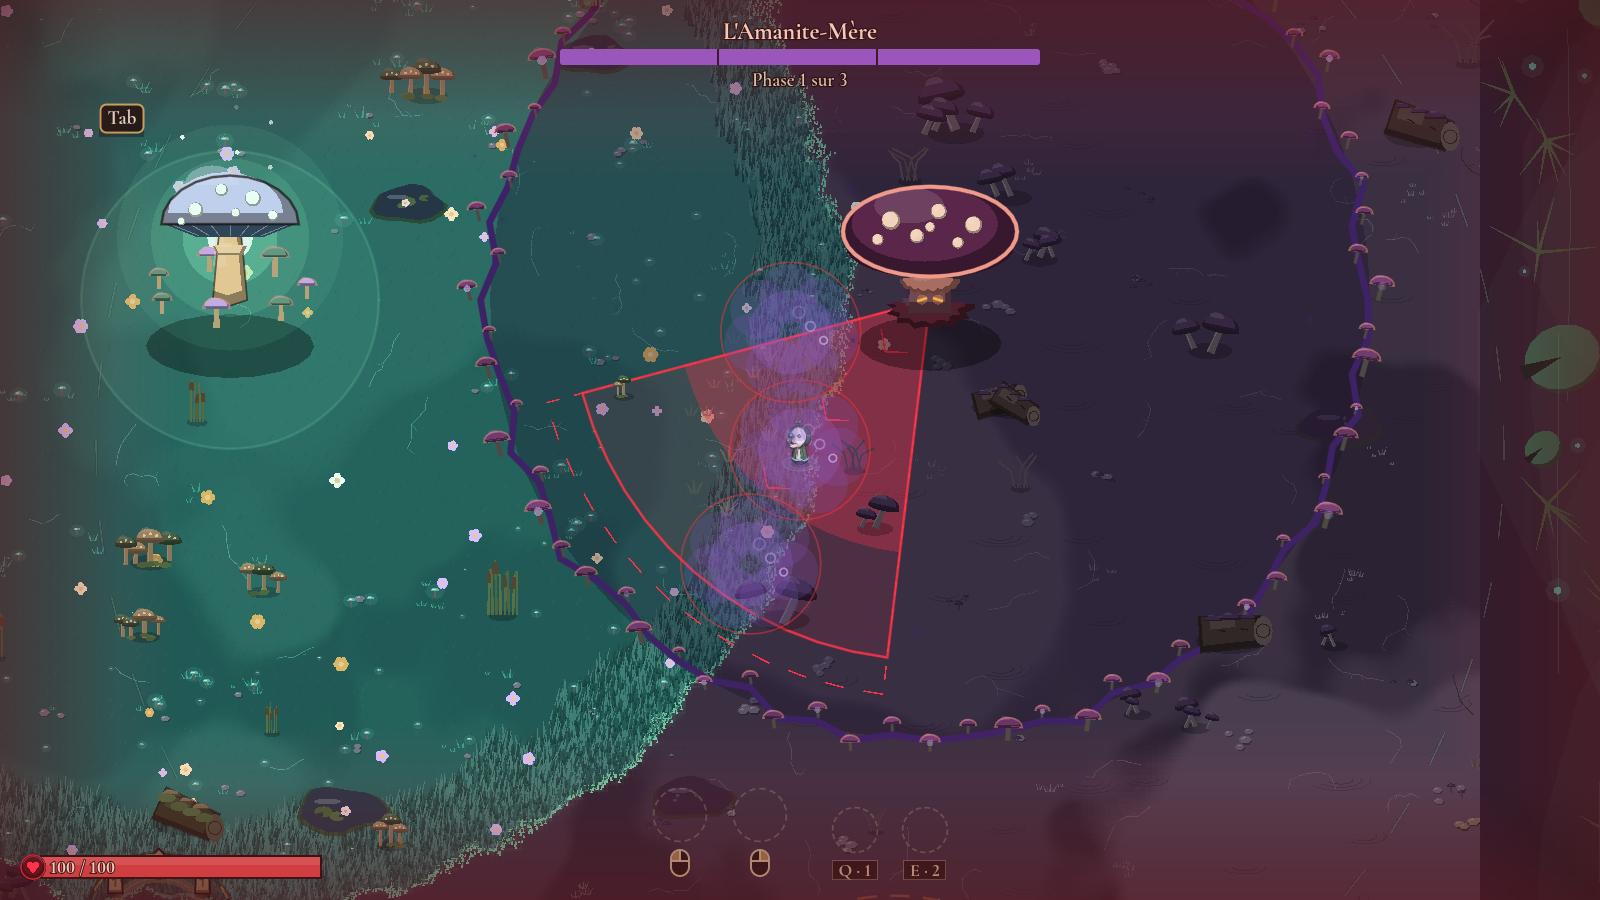 L'Amanite-Mère
Phase 1 sur 3
Tab
100 / 100
Q · 1
E · 2